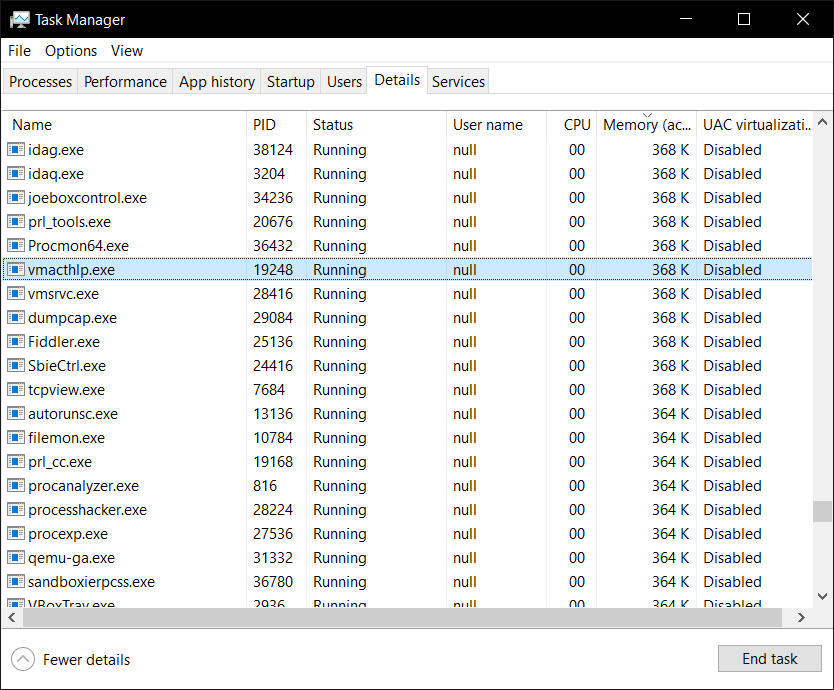 Task Manager
File Options View
Processes Performance App history Startup Users Details Services
Name PID Status User name CPU Memory (ac... UAC virtualizati...
idag.exe 38124 Running null 00 368 K Disabled
idaq.exe 3204 Running null 00 368 K Disabled
joeboxcontrol.exe 34236 Running null 00 368 K Disabled
prl_tools.exe 20676 Running null 00 368 K Disabled
Procmon64.exe 36432 Running null 00 368 K Disabled
vmacthlp.exe 19248 Running null 00 368 K Disabled
vmsrvc.exe 28416 Running null 00 368 K Disabled
dumpcap.exe 29084 Running null 00 368 K Disabled
Fiddler.exe 25136 Running null 00 368 K Disabled
SbieCtrl.exe 24416 Running null 00 368 K Disabled
tcpview.exe 7684 Running null 00 368 K Disabled
autorunsc.exe 13136 Running null 00 364 K Disabled
filemon.exe 10784 Running null 00 364 K Disabled
prl_cc.exe 19168 Running null 00 364 K Disabled
procanalyzer.exe 816 Running null 00 364 K Disabled
processhacker.exe 28224 Running null 00 364 K Disabled
procexp.exe 27536 Running null 00 364 K Disabled
qemu-ga.exe 31332 Running null 00 364 K Disabled
sandboxierpcss.exe 36780 Running null 00 364 K Disabled
VBoxTray.exe 2936 Running null 00 364 K Disabled
Fewer details End task